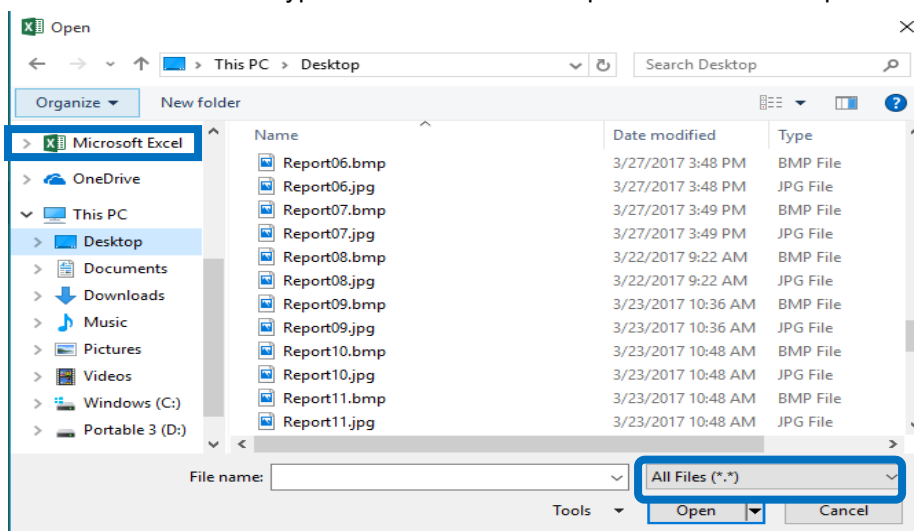 Open
This PC > Desktop
Search Desktop
Organize
New folder
Microsoft Excel
OneDrive
This PC
Desktop
Documents
Downloads
Music
Pictures
Videos
Windows (C:)
Portable 3 (D:)
Name Date modified Type
Report06.bmp 3/27/2017 3:48 PM BMP File
Report06.jpg 3/27/2017 3:48 PM JPG File
Report07.bmp 3/27/2017 3:49 PM BMP File
Report07.jpg 3/27/2017 3:49 PM JPG File
Report08.bmp 3/22/2017 9:22 AM BMP File
Report08.jpg 3/22/2017 9:22 AM JPG File
Report09.bmp 3/23/2017 10:36 AM BMP File
Report09.jpg 3/23/2017 10:36 AM JPG File
Report10.bmp 3/23/2017 10:48 AM BMP File
Report10.jpg 3/23/2017 10:48 AM JPG File
Report11.bmp 3/23/2017 10:48 AM BMP File
Report11.jpg 3/23/2017 10:48 AM JPG File
File name:
All Files (*.*)
Tools
Open
Cancel